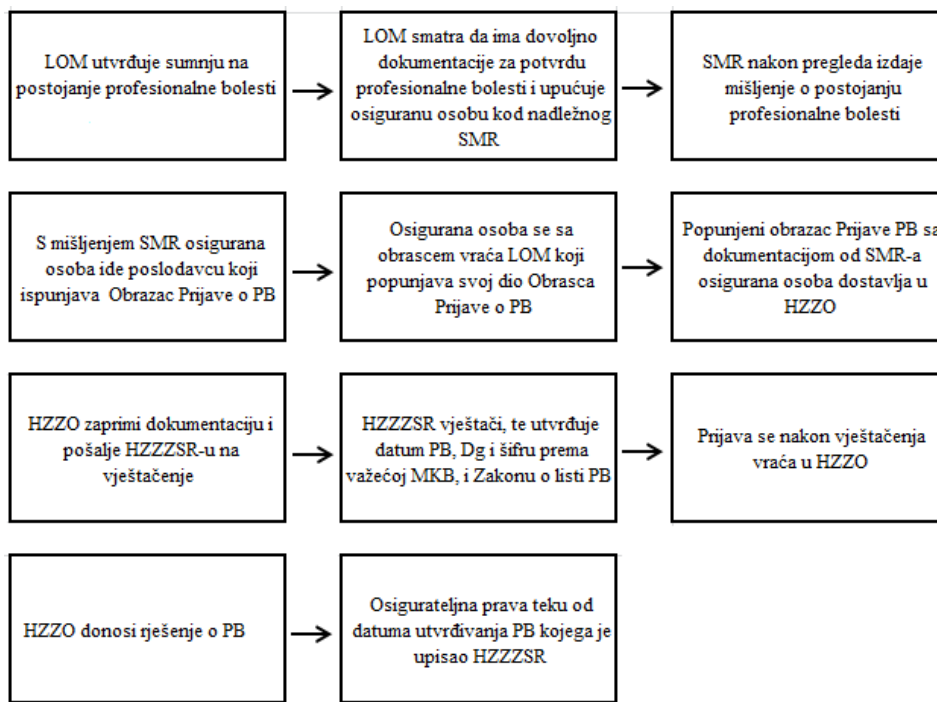 LOM utvrđuje sumnju na
postojanje profesionalne bolesti
LOM smatra da ima dovoljno
dokumentacije za potvrdu
profesionalne bolesti i upućuje
osiguranu osobu kod nadležnog
SMR
SMR nakon pregleda izdaje
mišljenje o postojanju
profesionalne bolesti
S mišljenjem SMR osigurana
osoba ide poslodavcu koji
ispunjava Obrazac Prijave o PB
Osigurana osoba se sa
obrascem vraća LOM koji
popunjava svoj dio Obrasca
Prijave o PB
Popunjeni obrazac Prijave PB sa
dokumentacijom od SMR-a
osigurana osoba dostavlja u
HZZO
HZZO zaprimi dokumentaciju i
pošalje HZZZSR-u na
vještačenje
HZZZSR vještači, te utvrđuje
datum PB, Dg i šifru prema
važećoj MKB, i Zakonu o listi PB
Prijava se nakon vještačenja
vraća u HZZO
HZZO donosi rješenje o PB
Osigurateljna prava teku od
datuma utvrđivanja PB kojega je
upisao HZZZSR